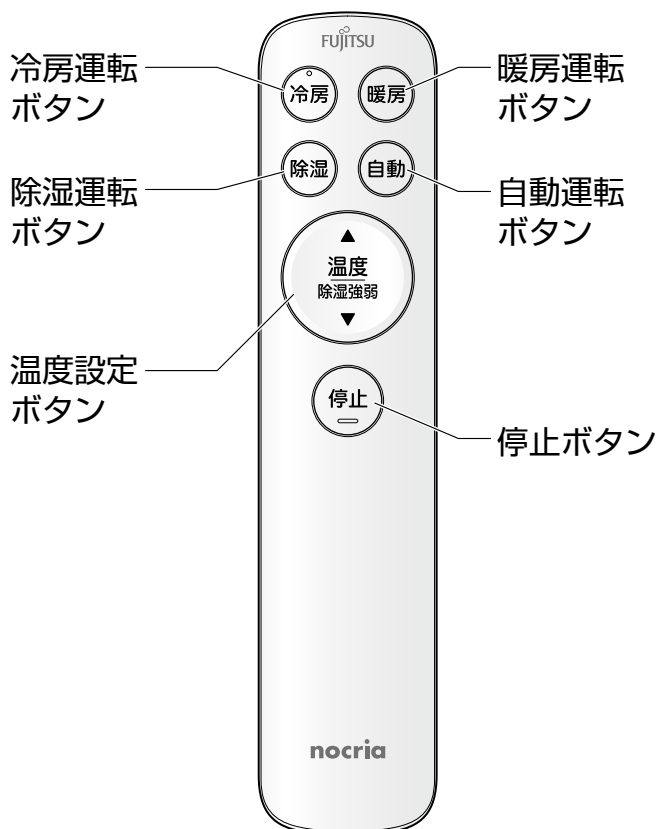 FUJITSU
冷房運転
ボタン
冷房
暖房
暖房運転
ボタン
除湿運転
ボタン
除湿
自動
自動運転
ボタン
▲
温度
除湿強弱
▼
温度設定
ボタン
停止
停止ボタン
nocria